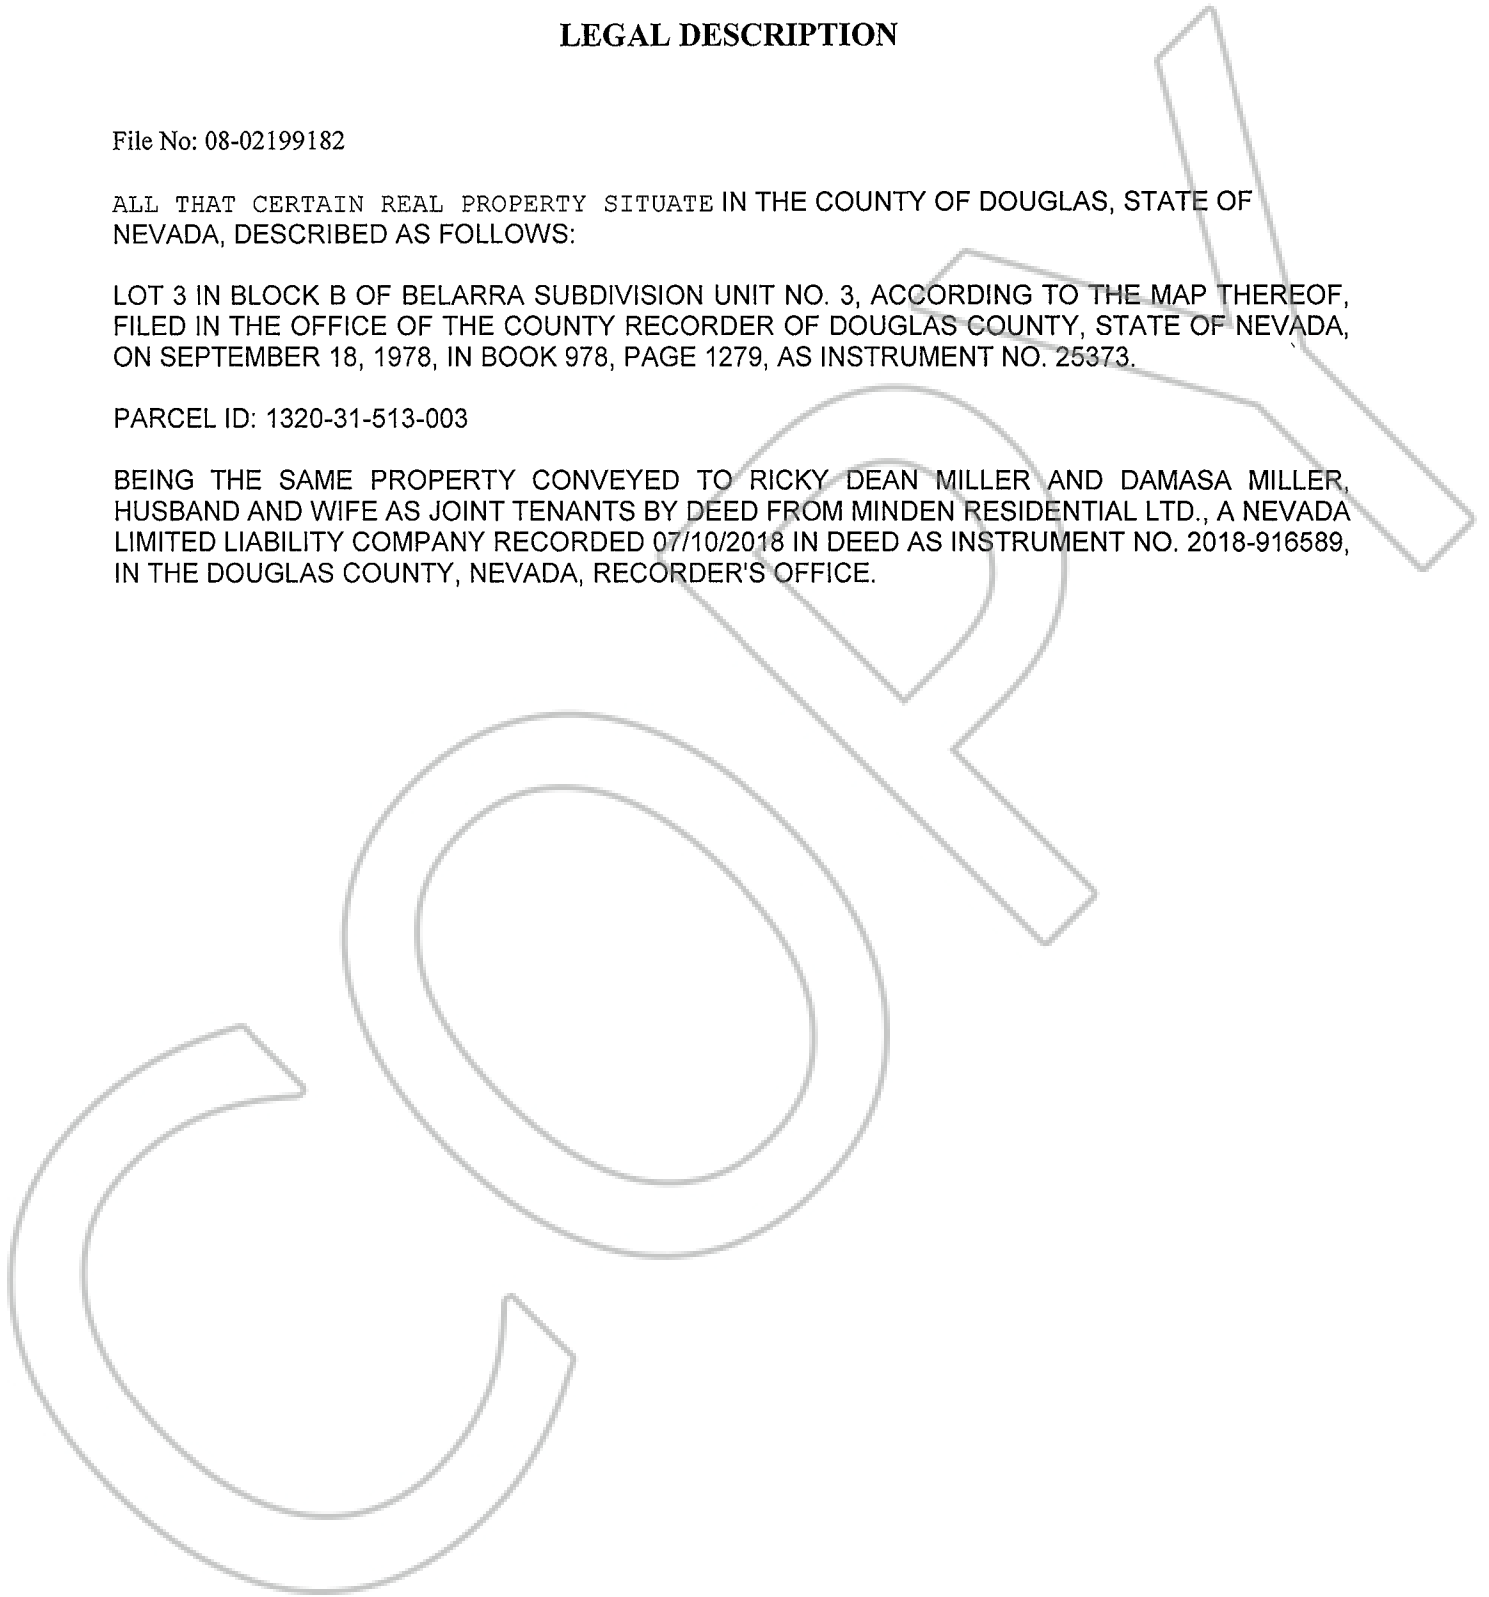 LEGAL DESCRIPTION
File No: 08-02199182
ALL THAT CERTAIN REAL PROPERTY SITUATE IN THE COUNTY OF DOUGLAS, STATE OF
NEVADA, DESCRIBED AS FOLLOWS:
LOT 3 IN BLOCK B OF BELARRA SUBDIVISION UNIT NO. 3, ACCORDING TO THE MAP THEREOF,
FILED IN THE OFFICE OF THE COUNTY RECORDER OF DOUGLAS COUNTY, STATE OF NEVADA,
ON SEPTEMBER 18, 1978, IN BOOK 978, PAGE 1279, AS INSTRUMENT NO. 25373.
PARCEL ID: 1320-31-513-003
BEING THE SAME PROPERTY CONVEYED TO RICKY DEAN MILLER AND DAMASA MILLER,
HUSBAND AND WIFE AS JOINT TENANTS BY DEED FROM MINDEN RESIDENTIAL LTD., A NEVADA
LIMITED LIABILITY COMPANY RECORDED 07/10/2018 IN DEED AS INSTRUMENT NO. 2018-916589,
IN THE DOUGLAS COUNTY, NEVADA, RECORDER'S OFFICE.
COPY